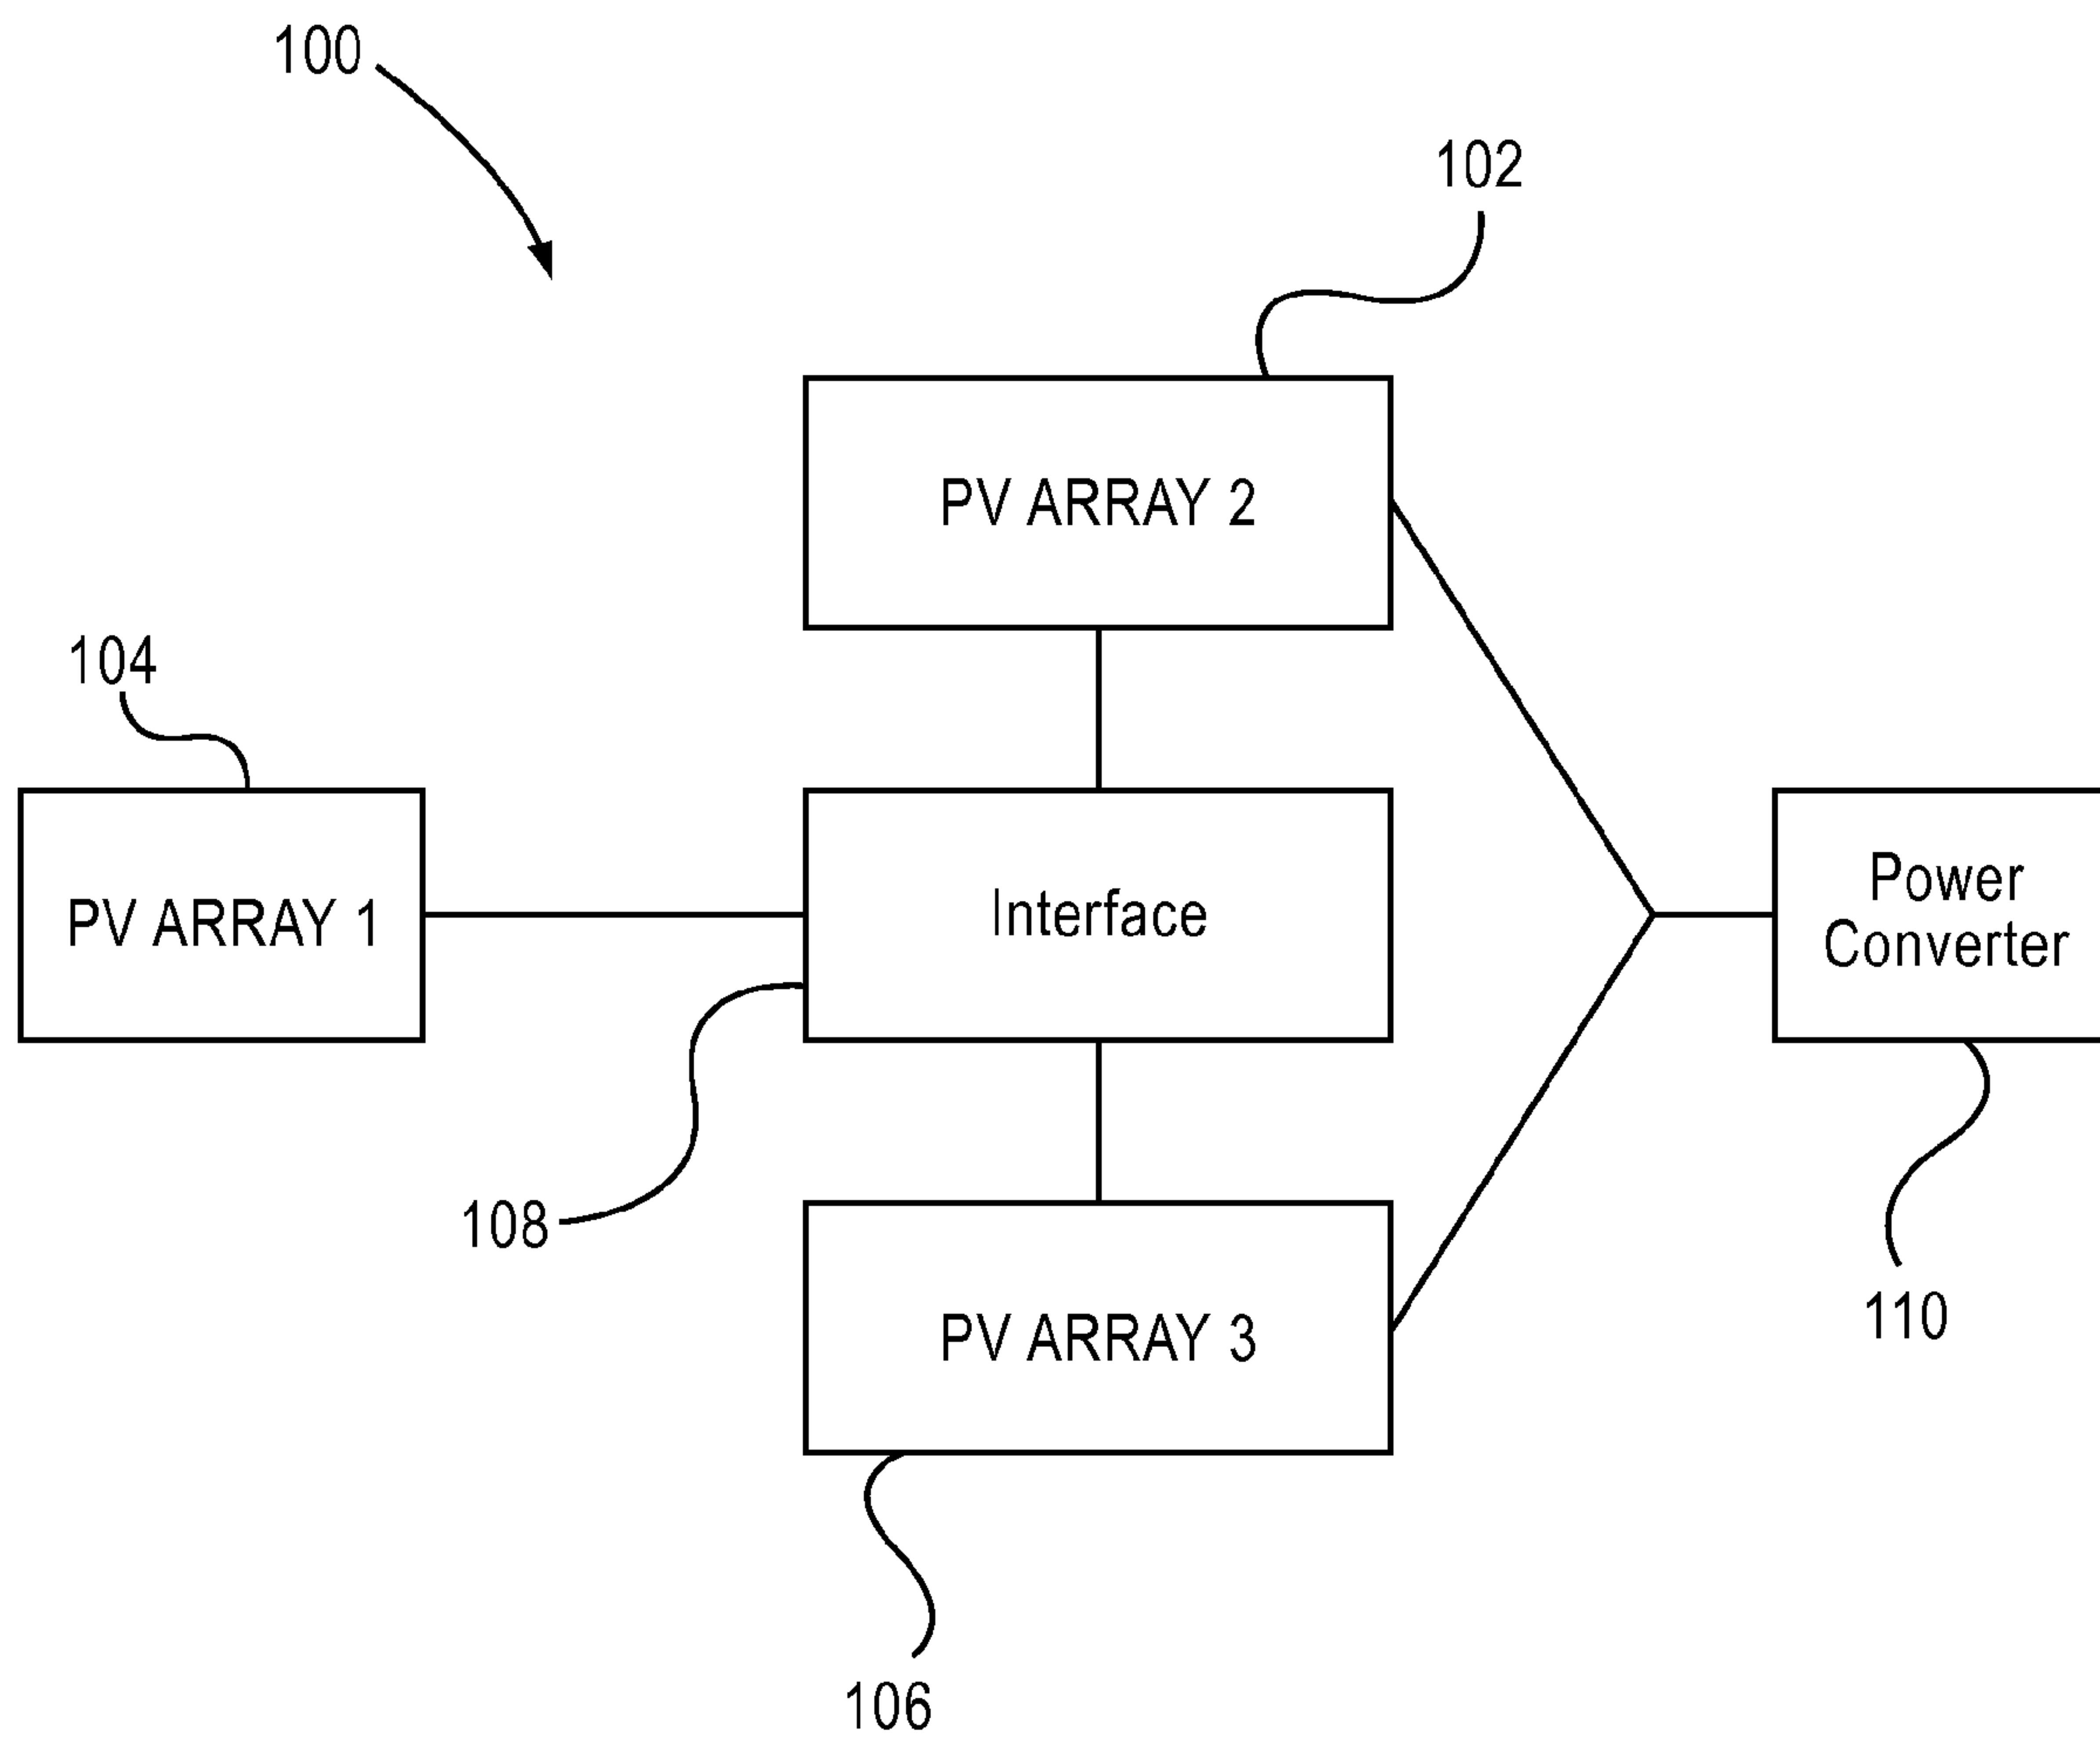 100
102
PV ARRAY 2
104
PV ARRAY 1
Interface
Power
Converter
108
PV ARRAY 3
110
106